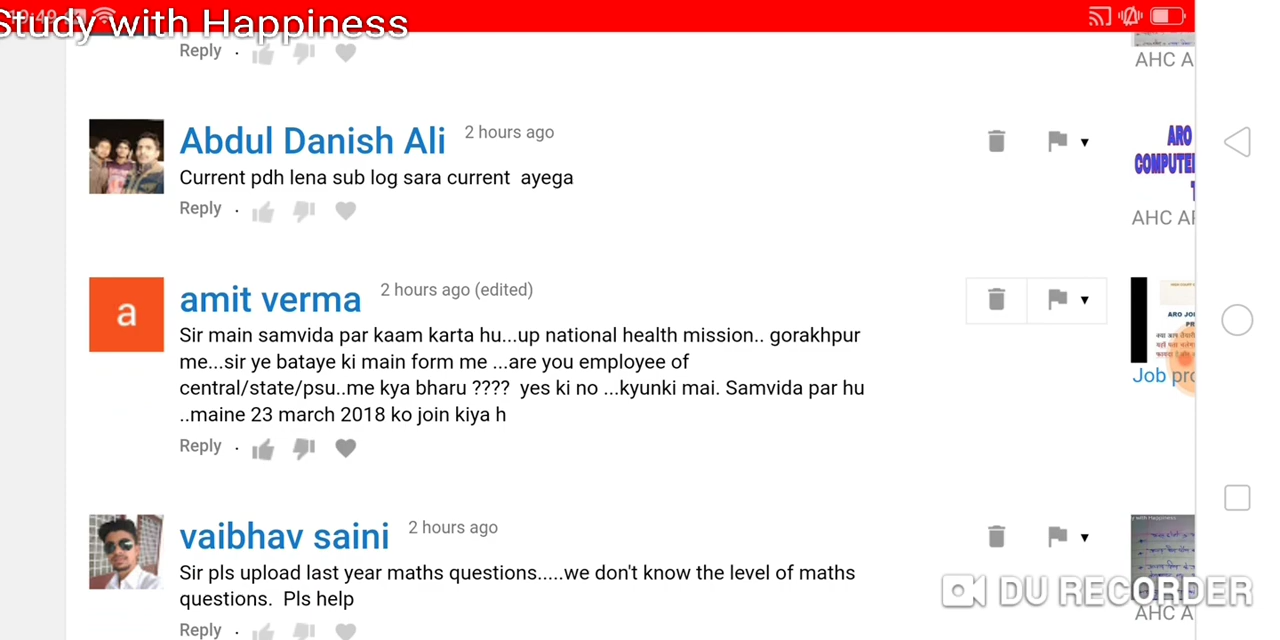 Study with Happiness
Reply .
AHC A
Abdul Danish Ali 2 hours ago
Current pdh lena sub log sara current ayega
Reply .
ARO
COMPUTE
AHC AR
a
amit verma 2 hours ago (edited)
Sir main samvida par kaam karta hu...up national health mission.. gorakhpur
me...sir ye bataye ki main form me ...are you employee of
central/state/psu..me kya bharu ???? yes ki no ...kyunki mai. Samvida par hu
..maine 23 march 2018 ko join kiya h
Reply .
ARO JO
PR
Job pro
vaibhav saini 2 hours ago
Sir pls upload last year maths questions.....we don't know the level of maths
questions. Pls help
Reply .
y with Happiness
AHC A
DU RECORDER